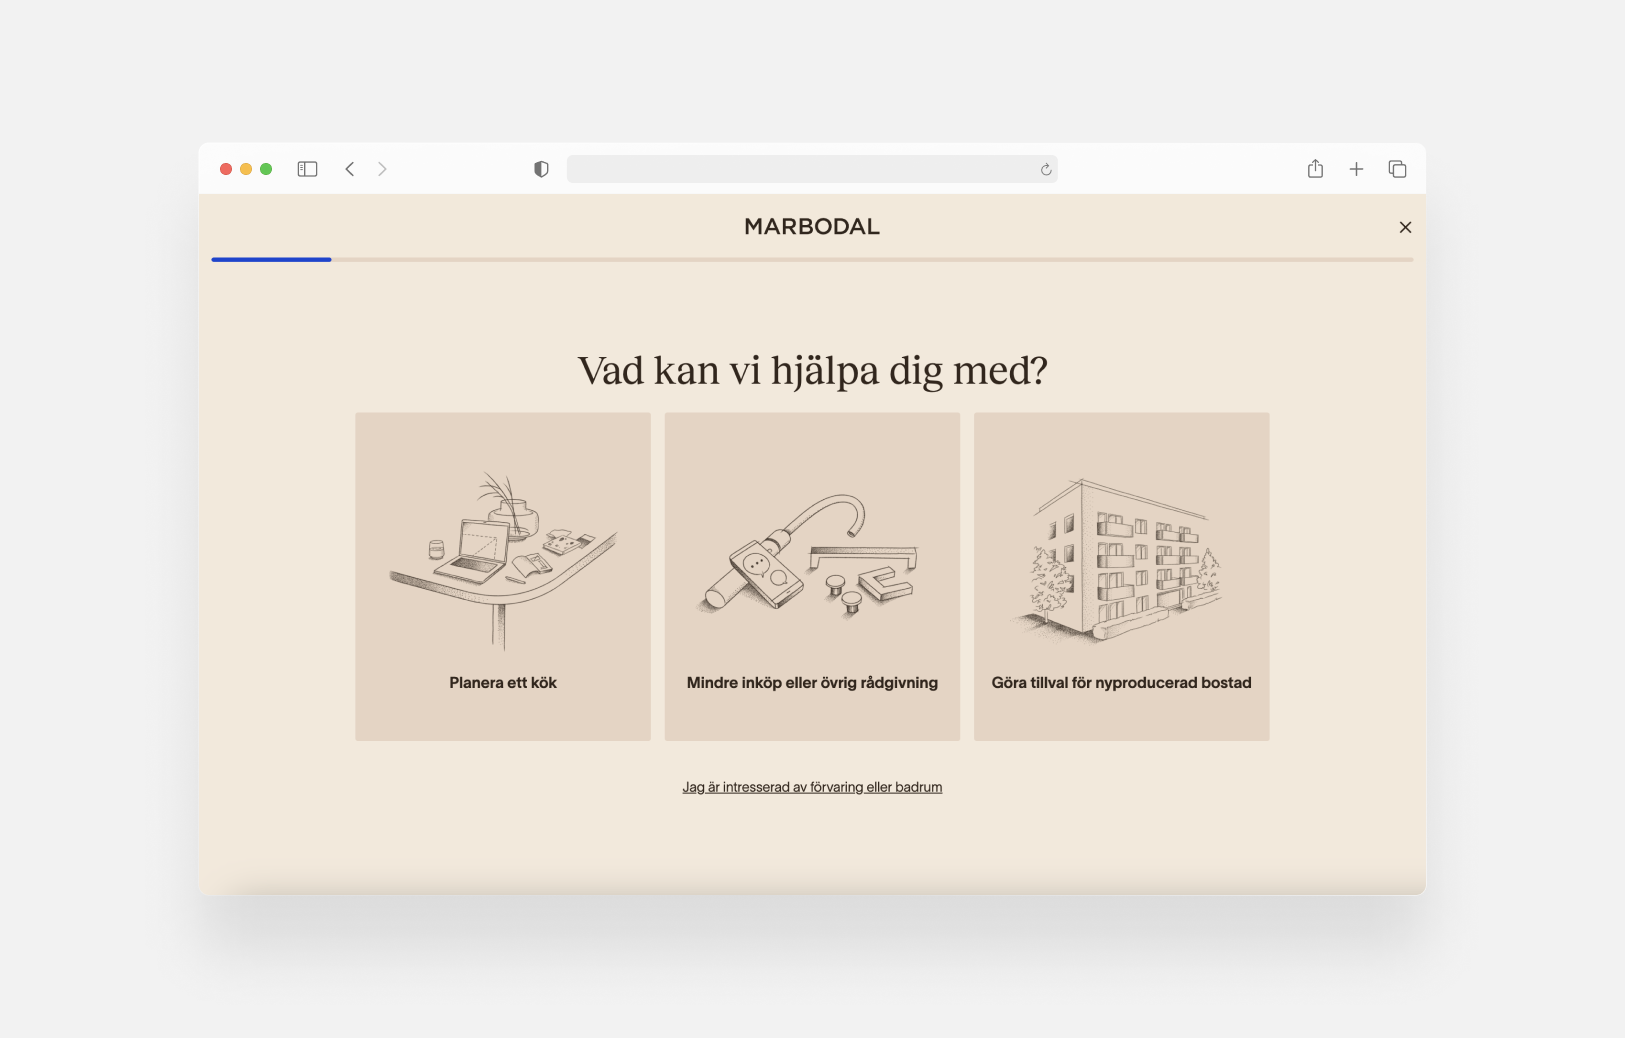 MARBODAL
Vad kan vi hjälpa dig med?
Planera ett kök
Mindre inköp eller övrig rådgivning
Göra tillval för nyproducerad bostad
Jag är intresserad av förvaring eller badrum